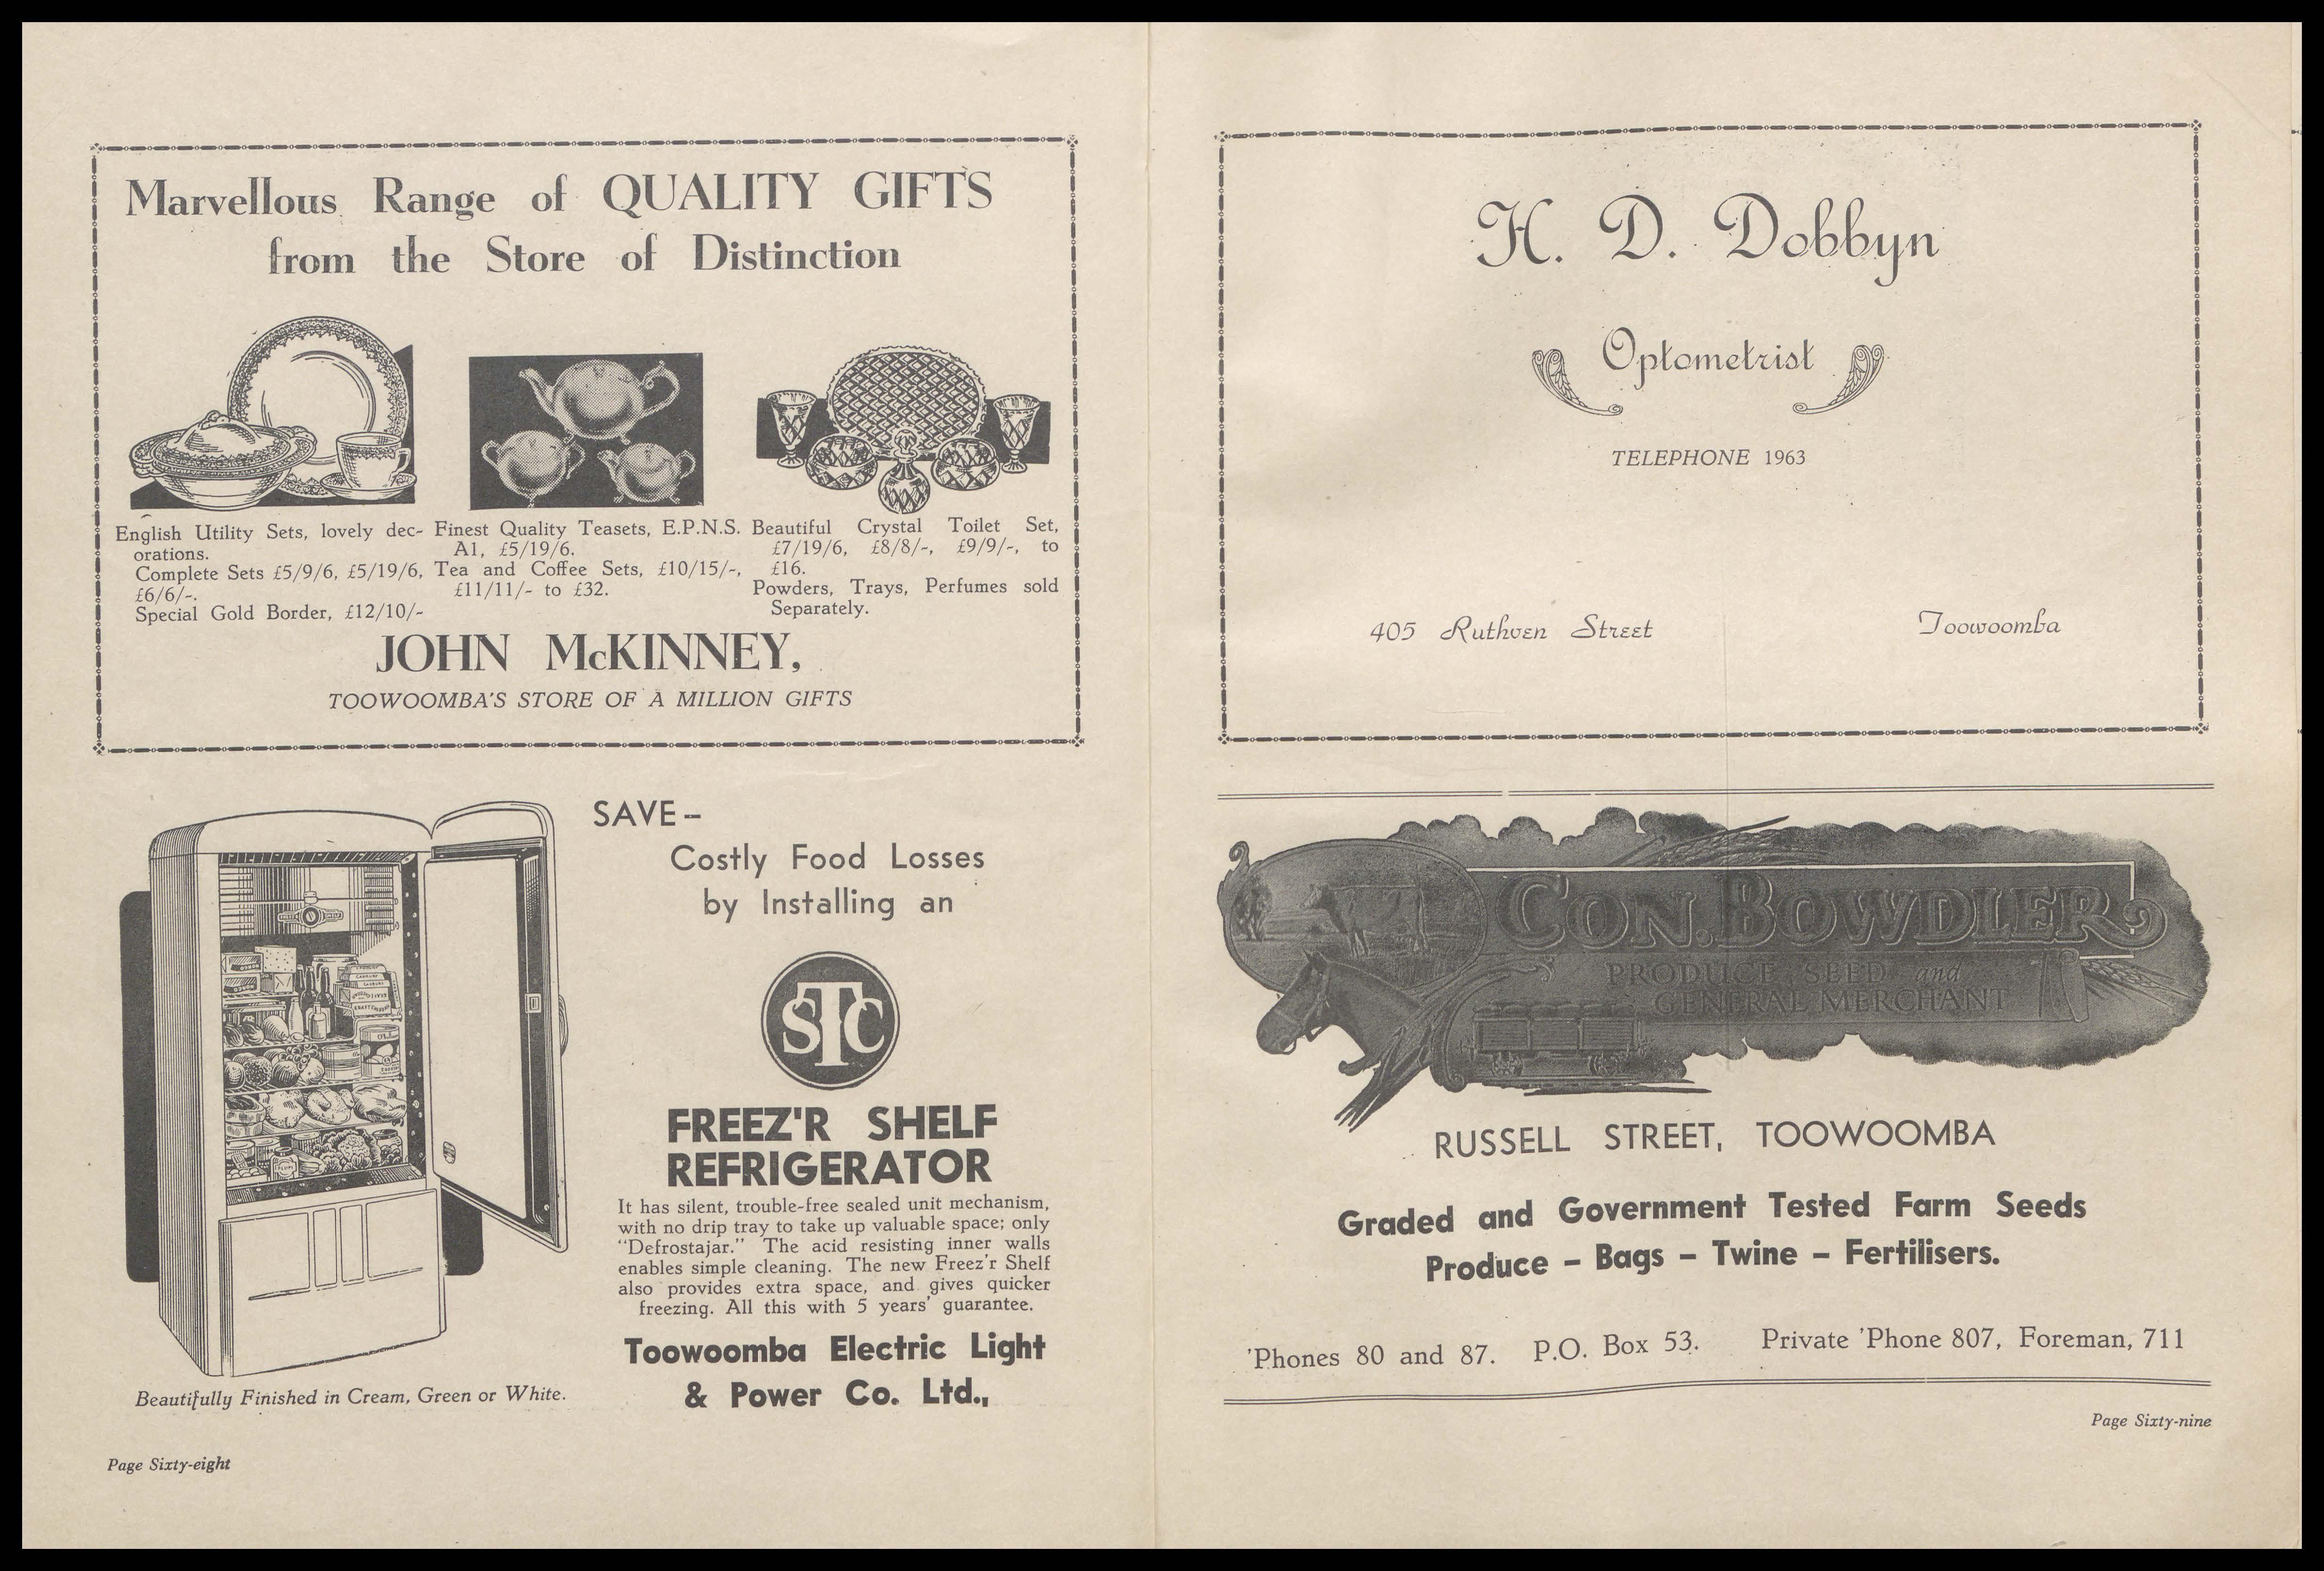 Marvellous Range of QUALITY GIFTS
from the Store of Distinction
English Utility Sets, lovely dec-
orations.
Complete Sets £5/9/6, £5/19/6,
£6/6/-.
Special Gold Border, £12/10/-
Finest Quality Teasets, E.P.N.S.
A1, £5/19/6.
Tea and Coffee Sets, £10/15/-,
£11/11/- to £32.
Beautiful Crystal Toilet Set,
£7/19/6, £8/8/-, £9/9/-, to
£16.
Powders, Trays, Perfumes sold
Separately.
JOHN McKINNEY,
TOOWOOMBA'S STORE OF A MILLION GIFTS
SAVE-
Costly Food Losses
by Installing an
STC
FREEZ'R SHELF
REFRIGERATOR
It has silent, trouble-free sealed unit mechanism,
with no drip tray to take up valuable space; only
"Defrostajar." The acid resisting inner walls
enables simple cleaning. The new Freez'r Shelf
also provides extra space, and gives quicker
freezing. All this with 5 years' guarantee.
Toowoomba Electric Light
& Power Co. Ltd.,
Beautifully Finished in Cream, Green or White.
Page Sixty-eight
H. D. Dobbyn
Optometrist
TELEPHONE 1963
405 Ruthven Street Toowoomba
CON. BOWDLER
PRODUCE, SEED and
GENERAL MERCHANT
RUSSELL STREET, TOOWOOMBA
Graded and Government Tested Farm Seeds
Produce - Bags - Twine - Fertilisers.
'Phones 80 and 87. P.O. Box 53. Private 'Phone 807, Foreman, 711
Page Sixty-nine